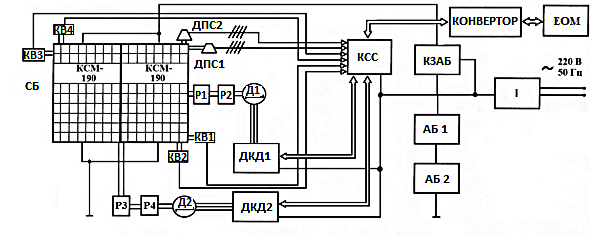 КВ4
ДПС2
КОНВЕРТОР
ЕОМ
КВ3
КСМ-
190
КСМ-
190
ДПС1
КСС
КЗАБ
~ 220 В
50 Гц
СБ
Р1
Р2
Д1
I
КВ1
КВ2
ДКД1
АБ 1
АБ 2
Р3
Р4
Д2
ДКД2